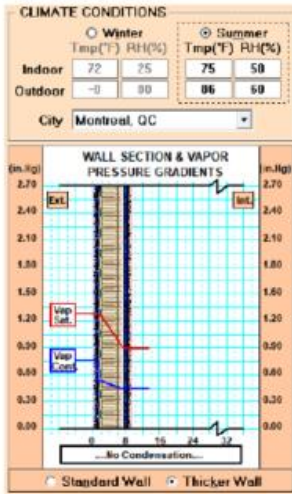 CLIMATE CONDITIONS
Winter Summer
Tmp(°F) RH(%) Tmp(°F) RH(%)
Indoor 72 25 75 50
Outdoor -0 80 86 60
City Montreal, QC
WALL SECTION & VAPOR
PRESSURE GRADIENTS
(in.Hg) (in.Hg)
2.70 2.70
Ext. Int.
2.40 2.40
2.10 2.10
1.80 1.80
1.50 1.50
Vap
Sat.
1.20 1.20
0.90 0.90
Vap
Cont.
0.60 0.60
0.30 0.30
0.00 0.00
0 8 16 24 32
....No Condensation....
Standard Wall Thicker Wall